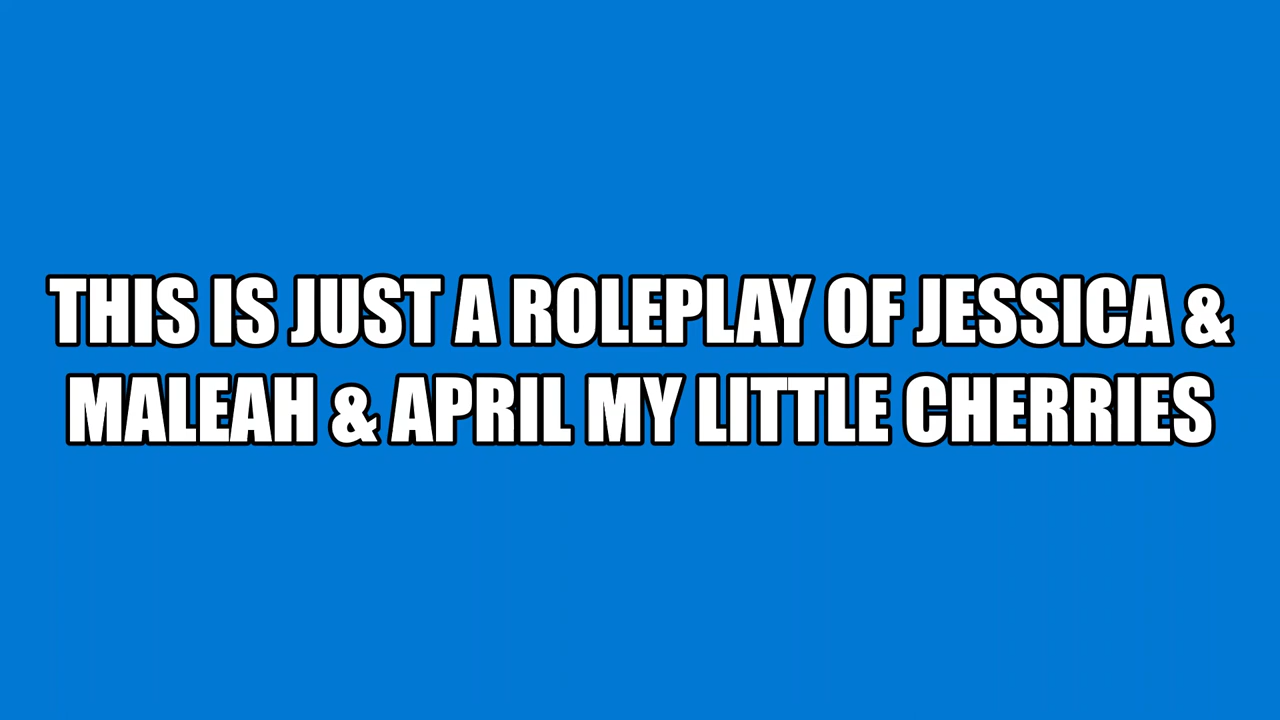 THIS IS JUST A ROLEPLAY OF JESSICA &
MALEAH & APRIL MY LITTLE CHERRIES